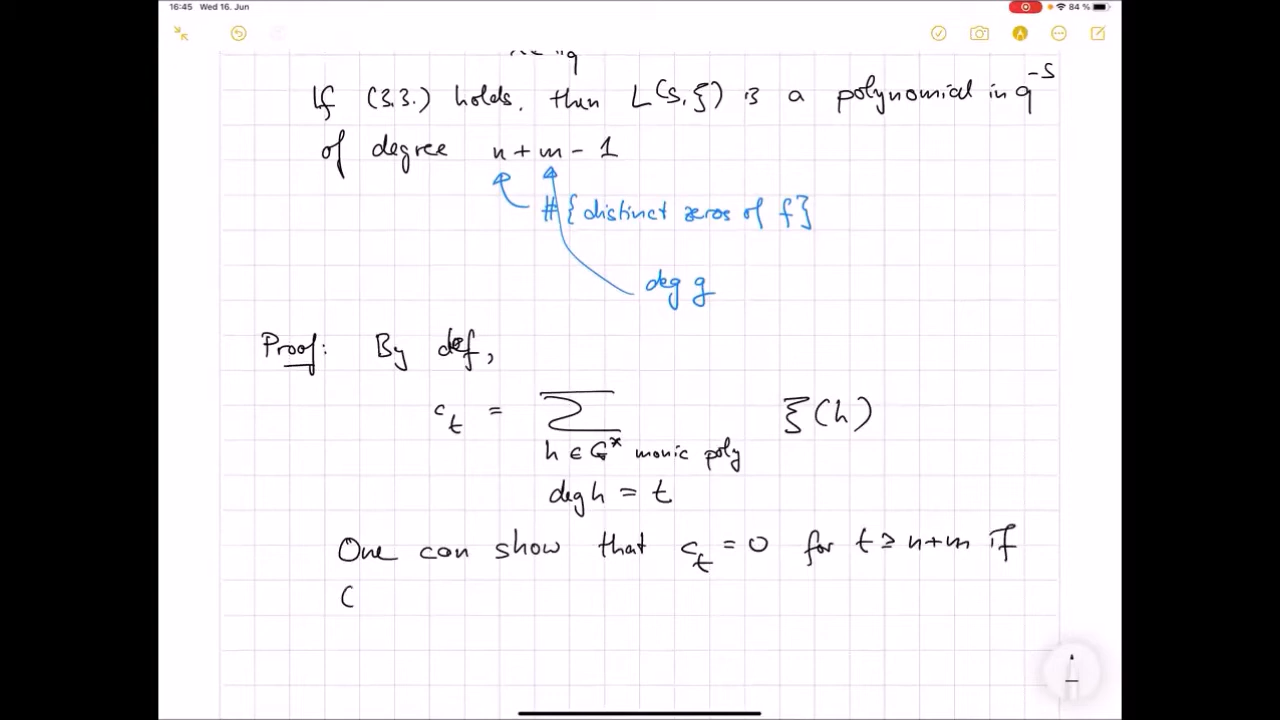 16:45 Wed 16. Jun
84 %
If (3.3.) holds, then L(s, ξ) is a polynomial in q^-s
of degree n + m - 1
#{distinct zeros of f}
deg g
Proof: By def,
c_t = Σ ξ(h)
h ∈ G^* monic poly
deg h = t
One can show that c_t = 0 for t ≥ n+m if
(